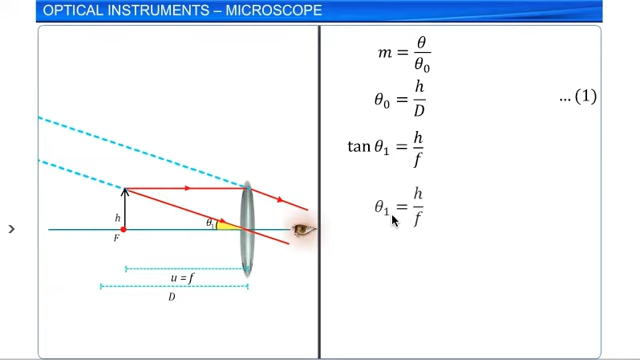 OPTICAL INSTRUMENTS – MICROSCOPE
m = θ/θ₀
θ₀ = h/D ... (1)
tan θ₁ = h/f
θ₁ = h/f
h
θ₁
F
u = f
D